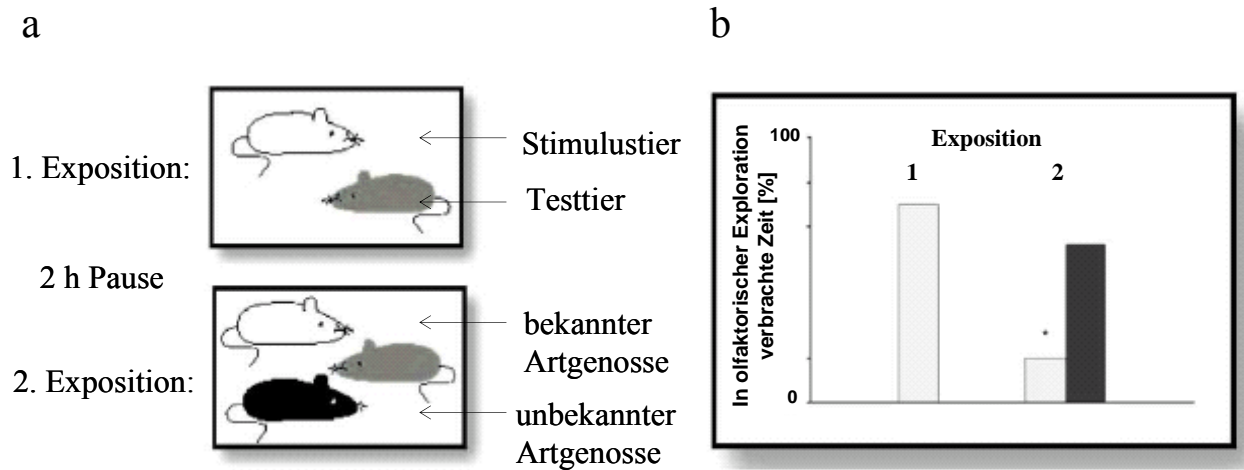 a
1. Exposition:
Stimulustier
Testtier
2 h Pause
2. Exposition:
bekannter
Artgenosse
unbekannter
Artgenosse
b
In olfaktorischer Exploration
verbrachte Zeit [%]
100
0
Exposition
1 2
*